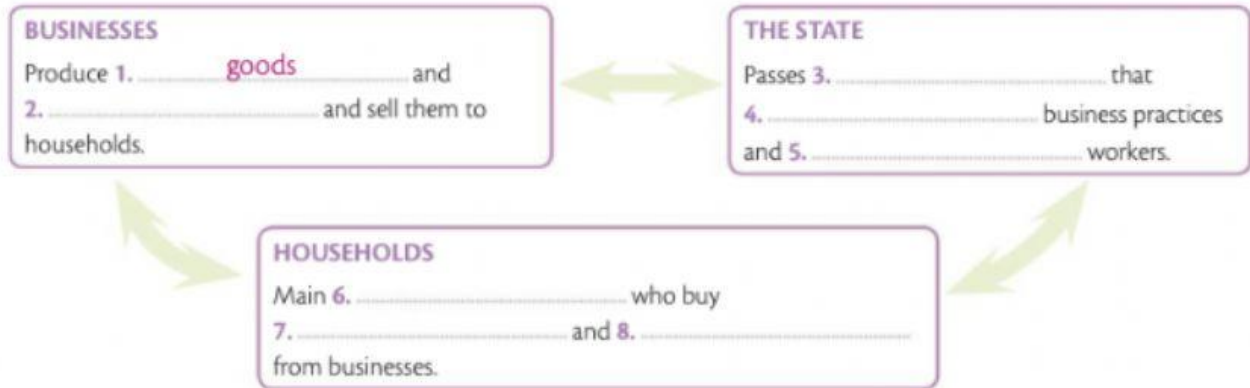 BUSINESSES
Produce 1. goods and
2. and sell them to
households.
THE STATE
Passes 3. that
4. business practices
and 5. workers.
HOUSEHOLDS
Main 6. who buy
7. and 8.
from businesses.